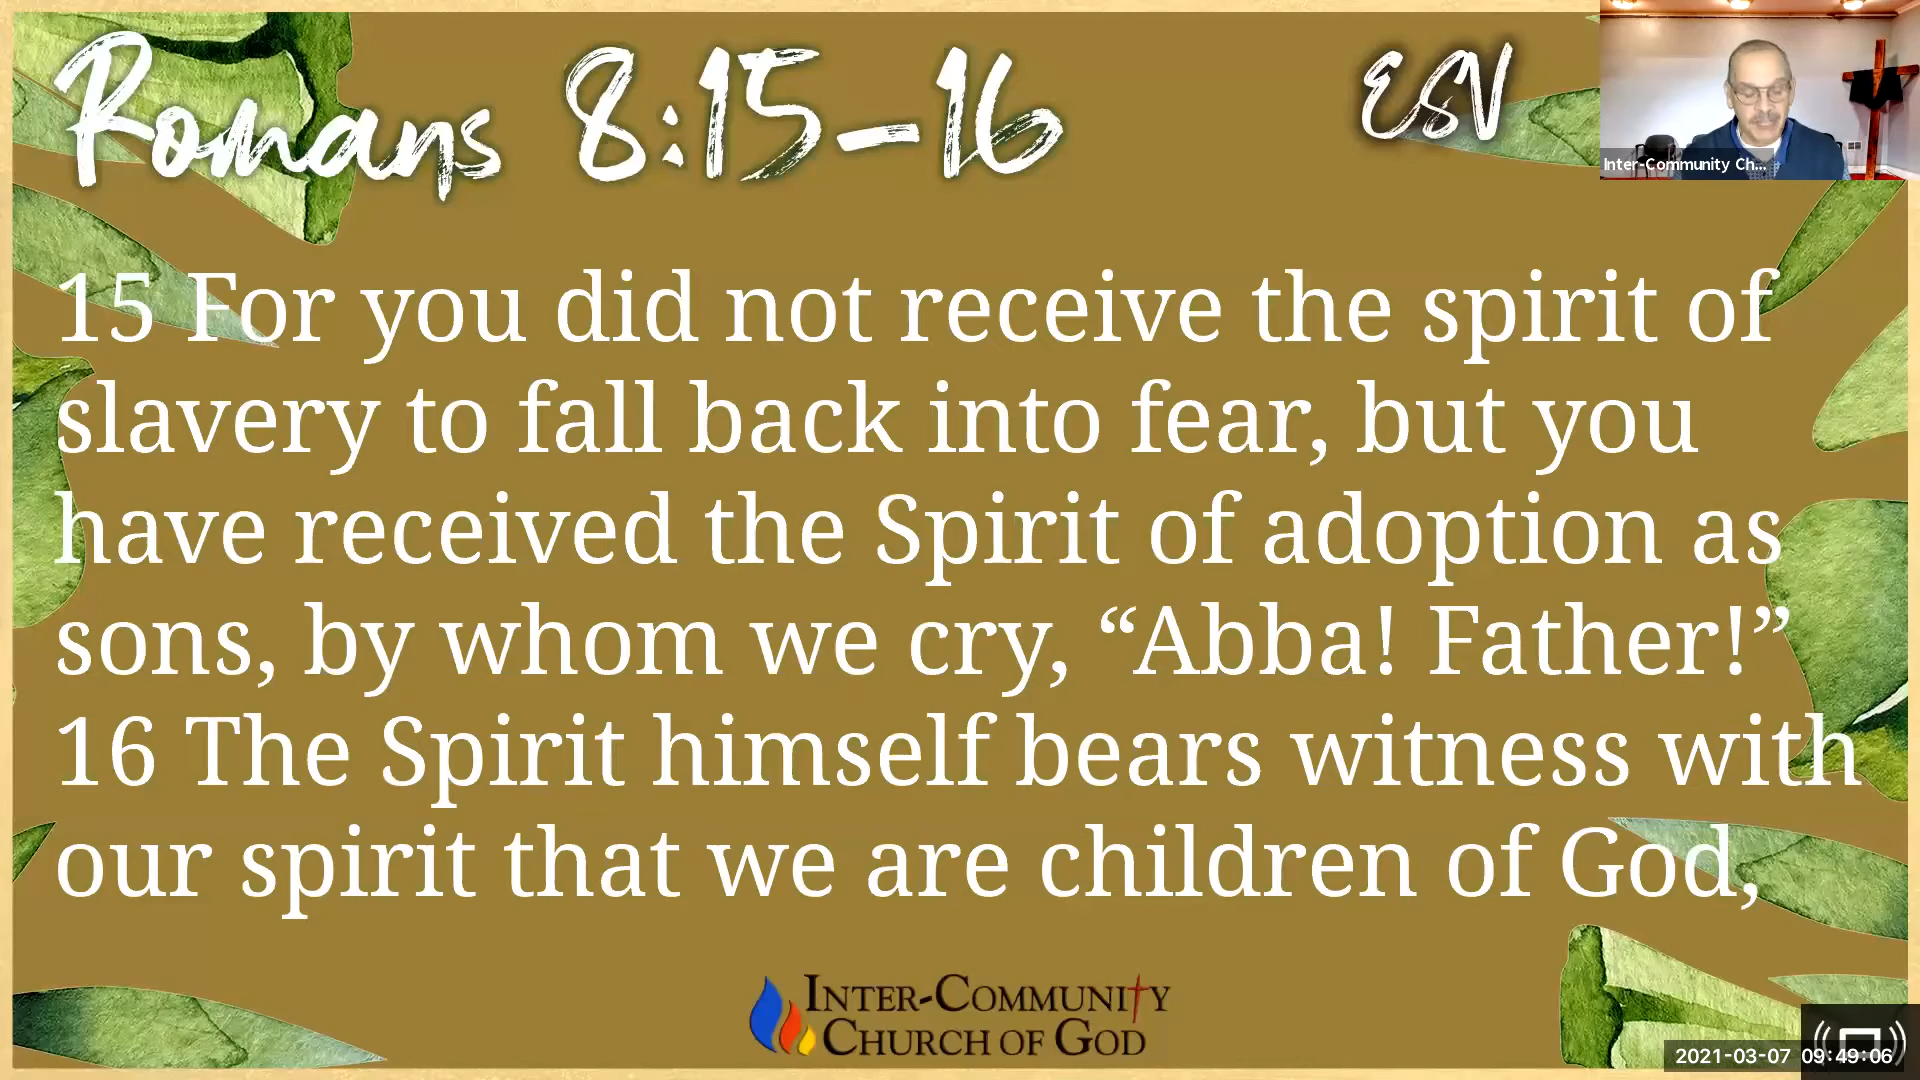 Romans 8:15-16 ESV
Inter-Community Ch...
15 For you did not receive the spirit of
slavery to fall back into fear, but you
have received the Spirit of adoption as
sons, by whom we cry, “Abba! Father!”
16 The Spirit himself bears witness with
our spirit that we are children of God,
INTER-COMMUNITY
CHURCH OF GOD
2021-03-07 09:49:06